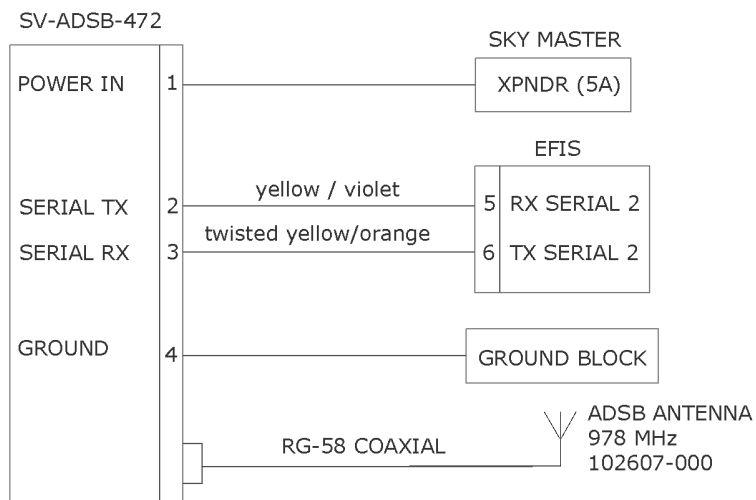 SV-ADSB-472
SKY MASTER
POWER IN 1 XPNDR (5A)
EFIS
SERIAL TX 2 yellow / violet 5 RX SERIAL 2
SERIAL RX 3 twisted yellow/orange 6 TX SERIAL 2
GROUND 4 GROUND BLOCK
RG-58 COAXIAL
ADSB ANTENNA
978 MHz
102607-000